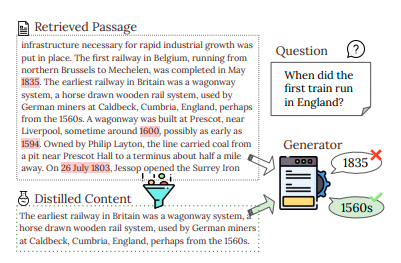 Retrieved Passage
infrastructure necessary for rapid industrial growth was
put in place. The first railway in Belgium, running from
northern Brussels to Mechelen, was completed in May
1835. The earliest railway in Britain was a wagonway
system, a horse drawn wooden rail system, used by
German miners at Caldbeck, Cumbria, England, perhaps
from the 1560s. A wagonway was built at Prescot, near
Liverpool, sometime around 1600, possibly as early as
1594. Owned by Philip Layton, the line carried coal from
a pit near Prescot Hall to a terminus about half a mile
away. On 26 July 1803, Jessop opened the Surrey Iron
Distilled Content
The earliest railway in Britain was a wagonway system, a
horse drawn wooden rail system, used by German miners
at Caldbeck, Cumbria, England, perhaps from the 1560s.
Question
?
When did the
first train run
in England?
Generator
1835
1560s